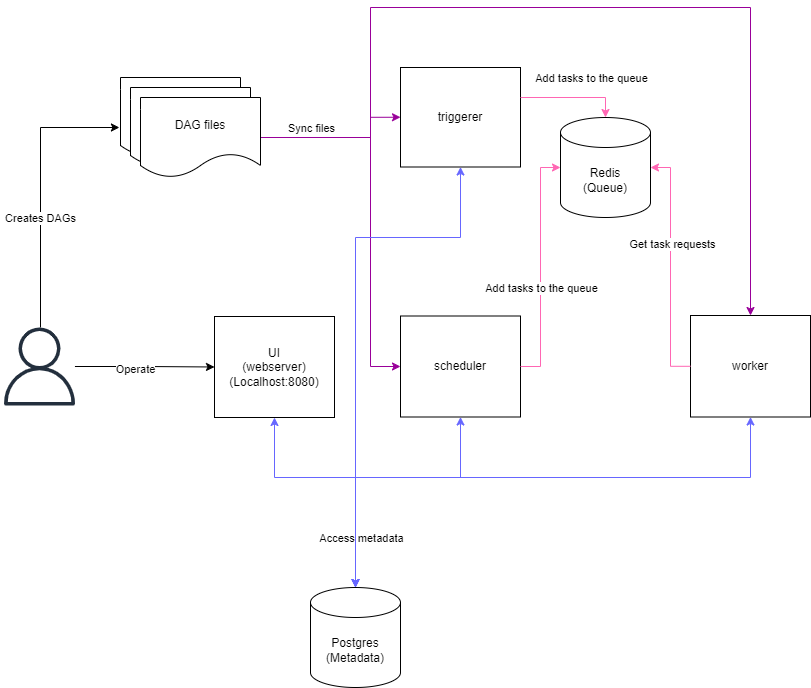 Add tasks to the queue
triggerer
DAG files
Sync files
Redis
(Queue)
Creates DAGs
Get task requests
Add tasks to the queue
UI
(webserver)
(Localhost:8080)
scheduler
worker
Operate
Access metadata
Postgres
(Metadata)